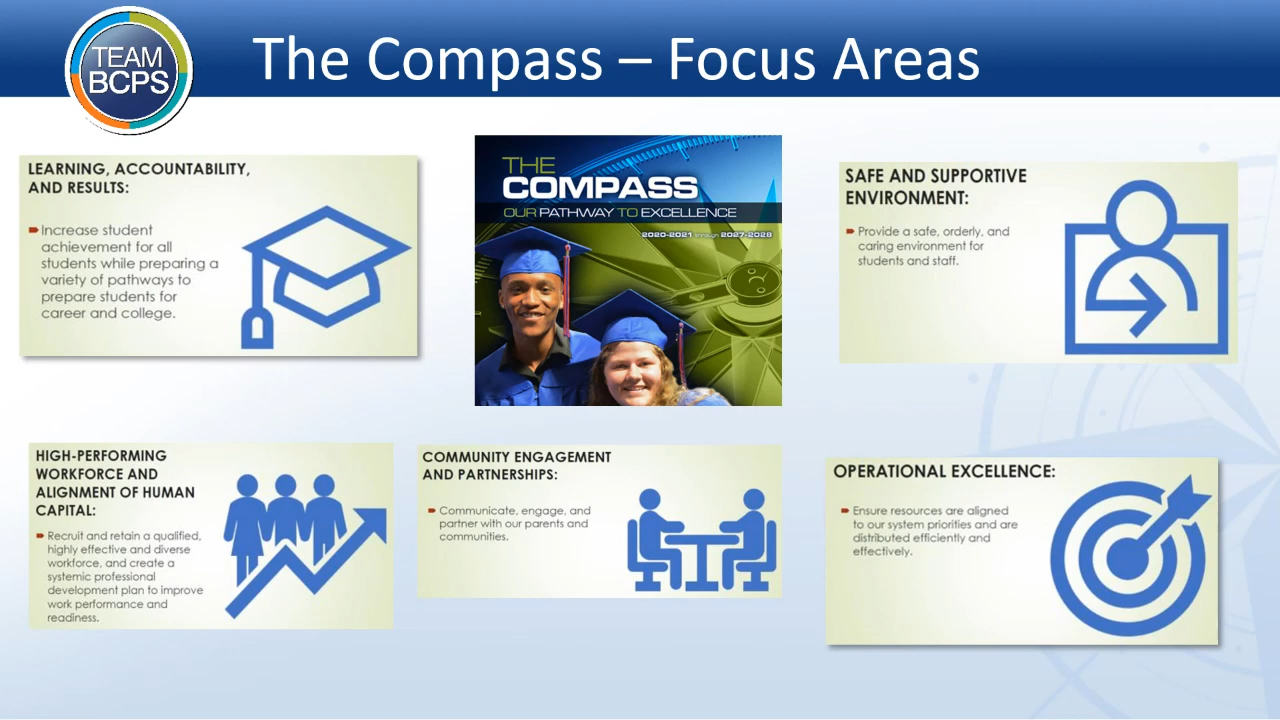 TEAM
BCPS
The Compass – Focus Areas
LEARNING, ACCOUNTABILITY,
AND RESULTS:
Increase student
achievement for all
students while preparing a
variety of pathways to
prepare students for
career and college.
THE
COMPASS
OUR PATHWAY TO EXCELLENCE
2020-2021 through 2027-2028
SAFE AND SUPPORTIVE
ENVIRONMENT:
Provide a safe, orderly, and
caring environment for
students and staff.
HIGH-PERFORMING
WORKFORCE AND
ALIGNMENT OF HUMAN
CAPITAL:
Recruit and retain a qualified,
highly effective and diverse
workforce, and create a
systemic professional
development plan to improve
work performance and
readiness.
COMMUNITY ENGAGEMENT
AND PARTNERSHIPS:
Communicate, engage, and
partner with our parents and
communities.
OPERATIONAL EXCELLENCE:
Ensure resources are aligned
to our system priorities and are
distributed efficiently and
effectively.